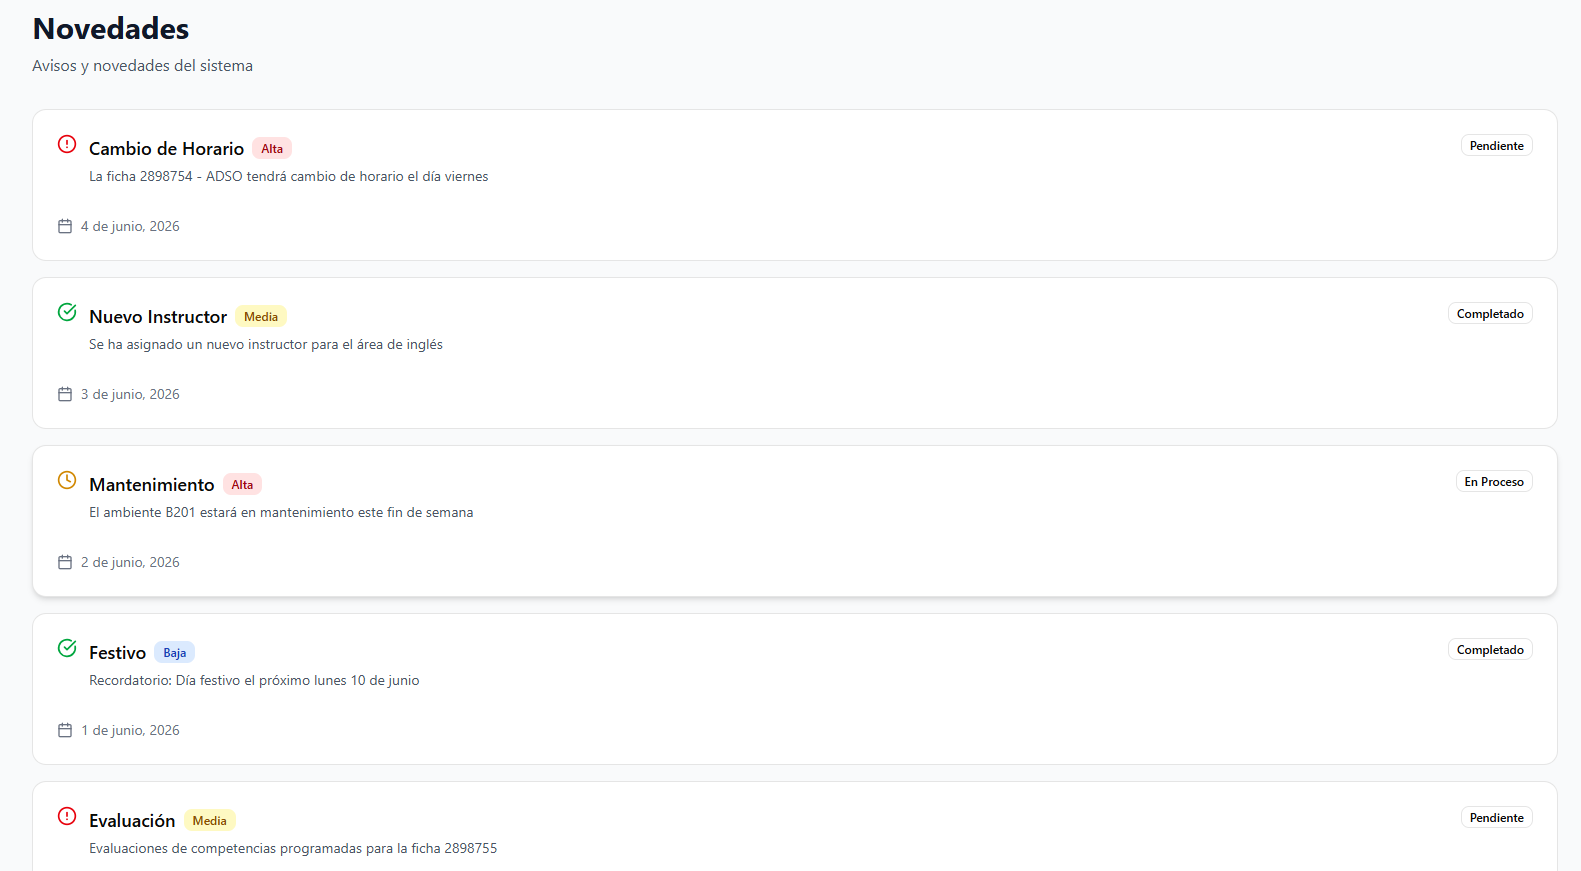 Novedades
Avisos y novedades del sistema
Cambio de Horario Alta Pendiente
La ficha 2898754 - ADSO tendrá cambio de horario el día viernes
4 de junio, 2026
Nuevo Instructor Media Completado
Se ha asignado un nuevo instructor para el área de inglés
3 de junio, 2026
Mantenimiento Alta En Proceso
El ambiente B201 estará en mantenimiento este fin de semana
2 de junio, 2026
Festivo Baja Completado
Recordatorio: Día festivo el próximo lunes 10 de junio
1 de junio, 2026
Evaluación Media Pendiente
Evaluaciones de competencias programadas para la ficha 2898755